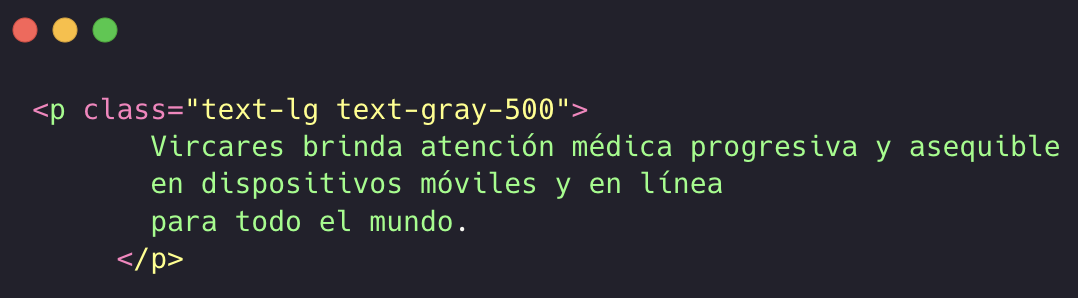 <p class="text-lg text-gray-500">
Vircares brinda atención médica progresiva y asequible
en dispositivos móviles y en línea
para todo el mundo.
</p>